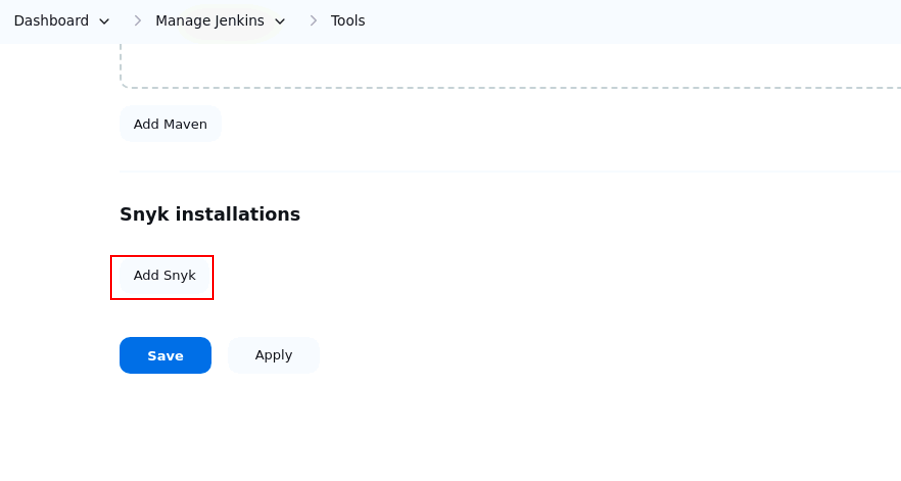 Dashboard Manage Jenkins Tools
Add Maven
Snyk installations
Add Snyk
Save Apply